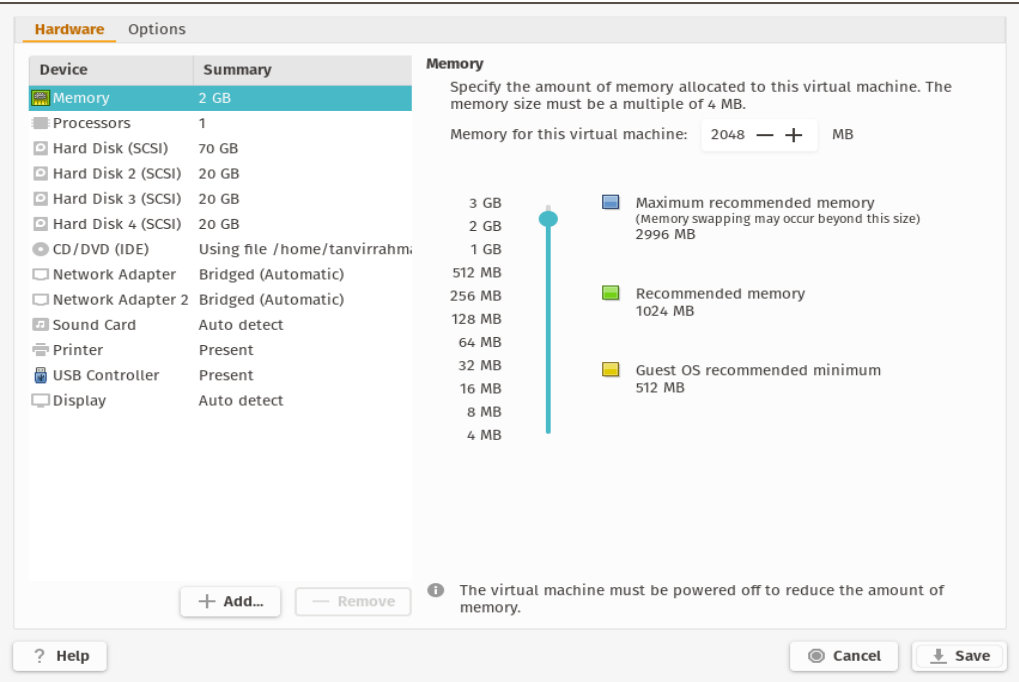 Hardware Options
Device Summary
Memory 2 GB
Processors 1
Hard Disk (SCSI) 70 GB
Hard Disk 2 (SCSI) 20 GB
Hard Disk 3 (SCSI) 20 GB
Hard Disk 4 (SCSI) 20 GB
CD/DVD (IDE) Using file /home/tanvirrahma
Network Adapter Bridged (Automatic)
Network Adapter 2 Bridged (Automatic)
Sound Card Auto detect
Printer Present
USB Controller Present
Display Auto detect
+ Add...
— Remove
Memory
Specify the amount of memory allocated to this virtual machine. The
memory size must be a multiple of 4 MB.
Memory for this virtual machine: 2048 — + MB
3 GB
2 GB
1 GB
512 MB
256 MB
128 MB
64 MB
32 MB
16 MB
8 MB
4 MB
Maximum recommended memory
(Memory swapping may occur beyond this size)
2996 MB
Recommended memory
1024 MB
Guest OS recommended minimum
512 MB
The virtual machine must be powered off to reduce the amount of
memory.
? Help
Cancel
Save